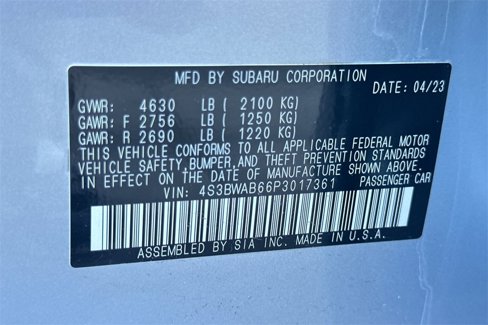 MFD BY SUBARU CORPORATION
DATE: 04/23
GVWR: 4630 LB ( 2100 KG)
GAWR: F 2756 LB ( 1250 KG)
GAWR: R 2690 LB ( 1220 KG)
THIS VEHICLE CONFORMS TO ALL APPLICABLE FEDERAL MOTOR
VEHICLE SAFETY, BUMPER, AND THEFT PREVENTION STANDARDS
IN EFFECT ON THE DATE OF MANUFACTURE SHOWN ABOVE.
VIN: 4S3BWAB66P3017361 PASSENGER CAR
ASSEMBLED BY SIA INC. MADE IN U.S.A.